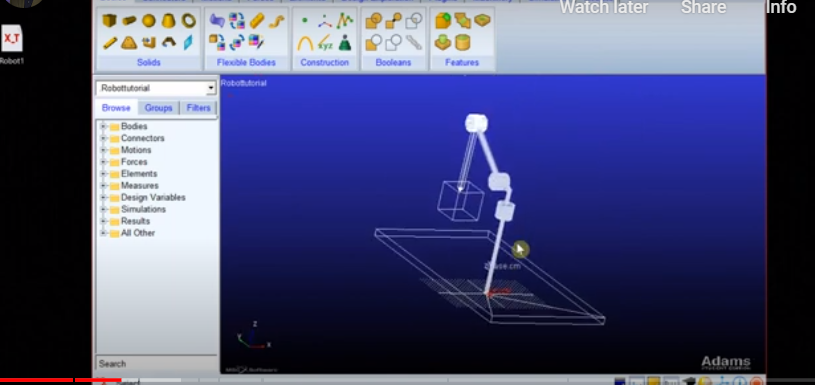 Watch later Share Info
X_T
Robot1
xyz
Solids Flexible Bodies Construction Booleans Features
.Robottutorial
Robottutorial
Browse Groups Filters
Bodies
Connectors
Motions
Forces
Elements
Measures
Design Variables
Simulations
Results
All Other
Z
X
Search
Adams